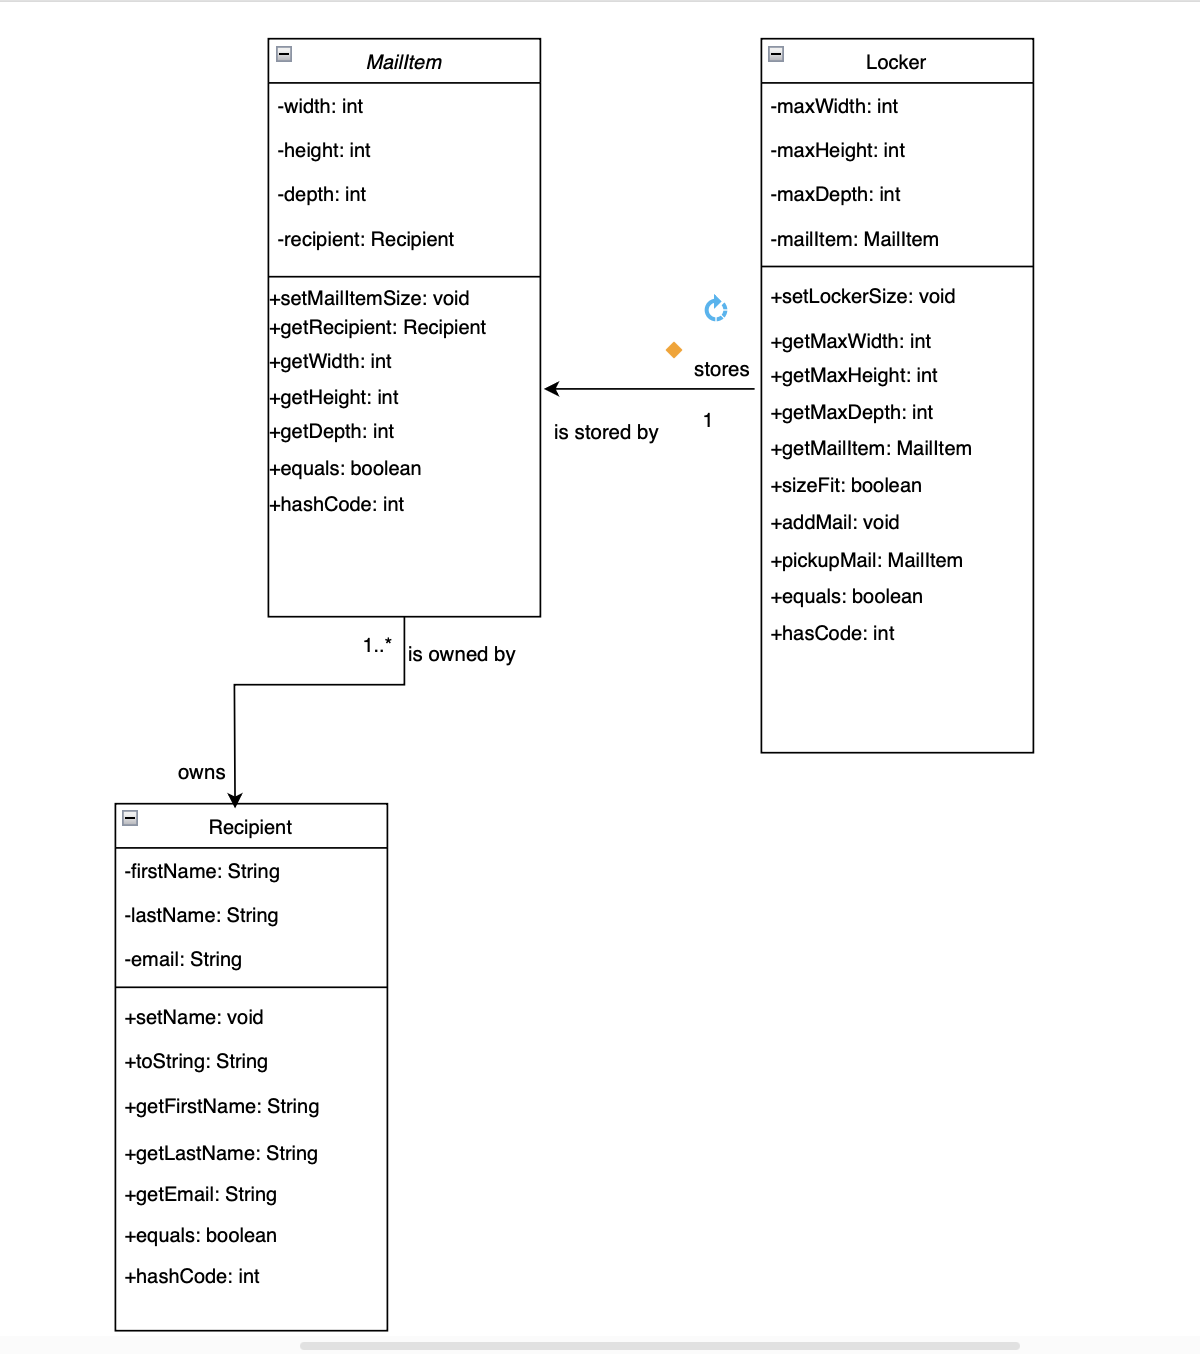 MailItem
-width: int
-height: int
-depth: int
-recipient: Recipient
+setMailItemSize: void
+getRecipient: Recipient
+getWidth: int
+getHeight: int
+getDepth: int
+equals: boolean
+hashCode: int
Locker
-maxWidth: int
-maxHeight: int
-maxDepth: int
-mailItem: MailItem
+setLockerSize: void
+getMaxWidth: int
+getMaxHeight: int
+getMaxDepth: int
+getMailItem: MailItem
+sizeFit: boolean
+addMail: void
+pickupMail: MailItem
+equals: boolean
+hasCode: int
stores
1
is stored by
1..*
is owned by
owns
Recipient
-firstName: String
-lastName: String
-email: String
+setName: void
+toString: String
+getFirstName: String
+getLastName: String
+getEmail: String
+equals: boolean
+hashCode: int